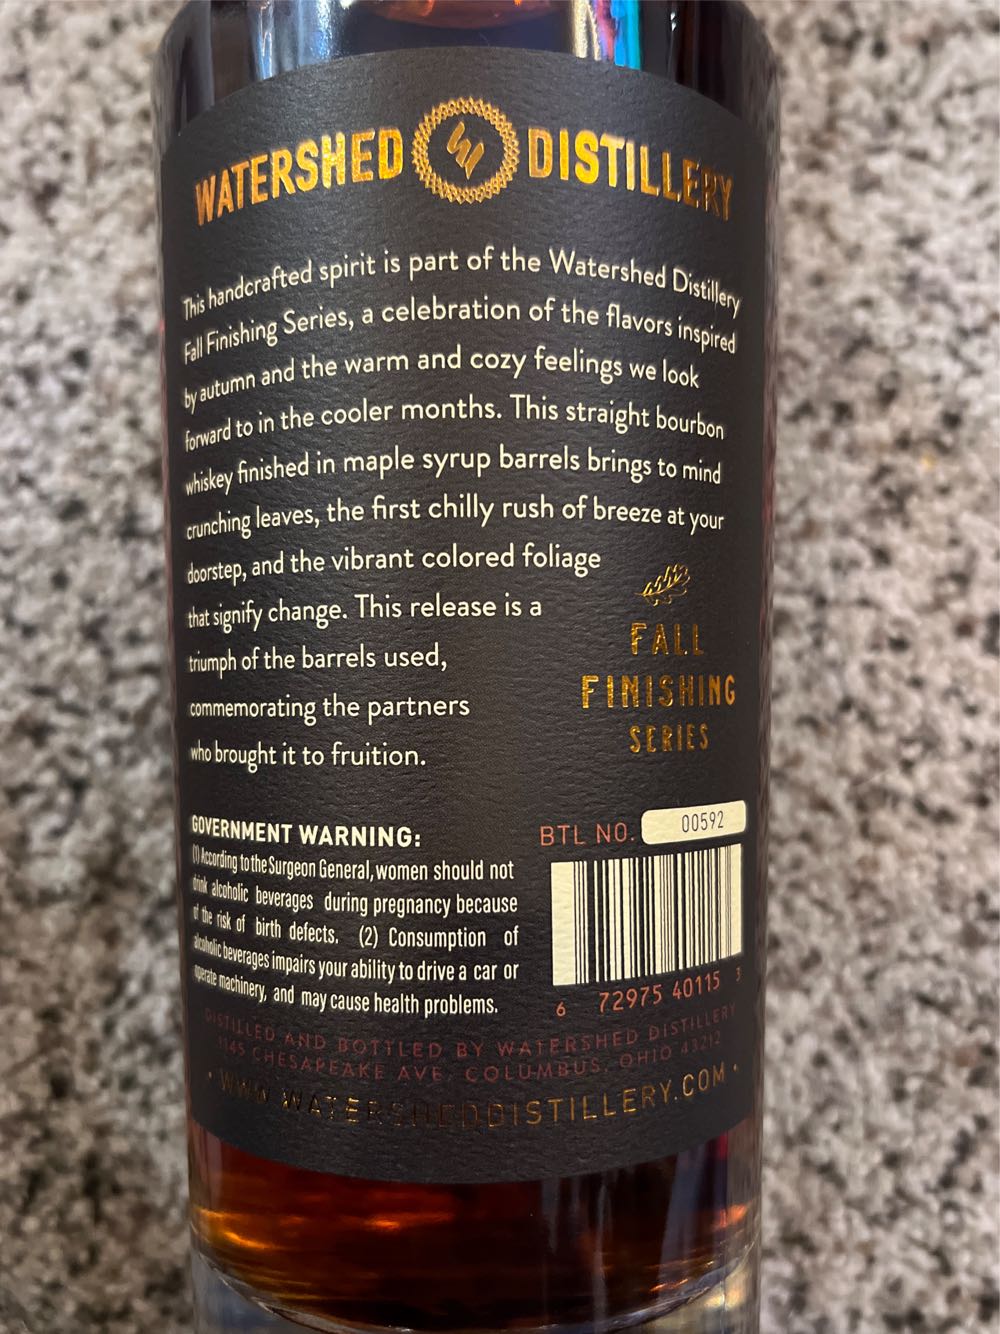 WATERSHED W DISTILLERY
This handcrafted spirit is part of the Watershed Distillery
Fall Finishing Series, a celebration of the flavors inspired
by autumn and the warm and cozy feelings we look
forward to in the cooler months. This straight bourbon
whiskey finished in maple syrup barrels brings to mind
crunching leaves, the first chilly rush of breeze at your
doorstep, and the vibrant colored foliage
that signify change. This release is a
triumph of the barrels used,
commemorating the partners
who brought it to fruition.
FALL
FINISHING
SERIES
GOVERNMENT WARNING:
(1) According to the Surgeon General, women should not
drink alcoholic beverages during pregnancy because
of the risk of birth defects. (2) Consumption of
alcoholic beverages impairs your ability to drive a car or
operate machinery, and may cause health problems.
BTL NO. 00592
6 72975 40115 3
DISTILLED AND BOTTLED BY WATERSHED DISTILLERY
1145 CHESAPEAKE AVE, COLUMBUS, OHIO 43212
• WWW.WATERSHEDDISTILLERY.COM •